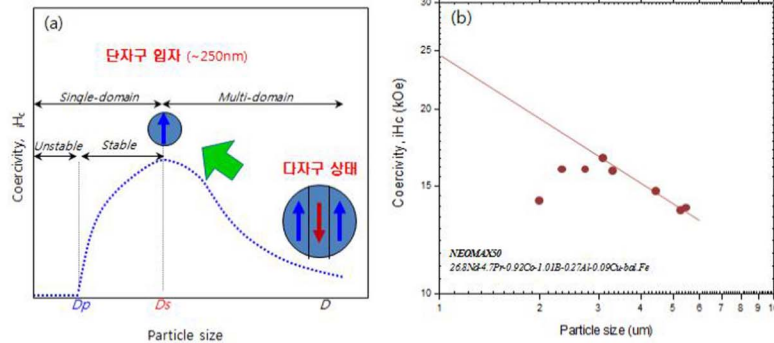 (a)
단자구 입자 (~250nm)
Single-domain
Multi-domain
Unstable
Stable
다자구 상태
Coercivity, iHc
Dp
Ds
D
Particle size
(b)
30
25
20
15
10
Coercivity, iHc (kOe)
NEOMAX50
26.8Nd-4.7Pr-0.92Co-1.01B-0.27Al-0.09Cu-bal.Fe
1 2 3 4 5 6 7 8 9
Particle size (um)